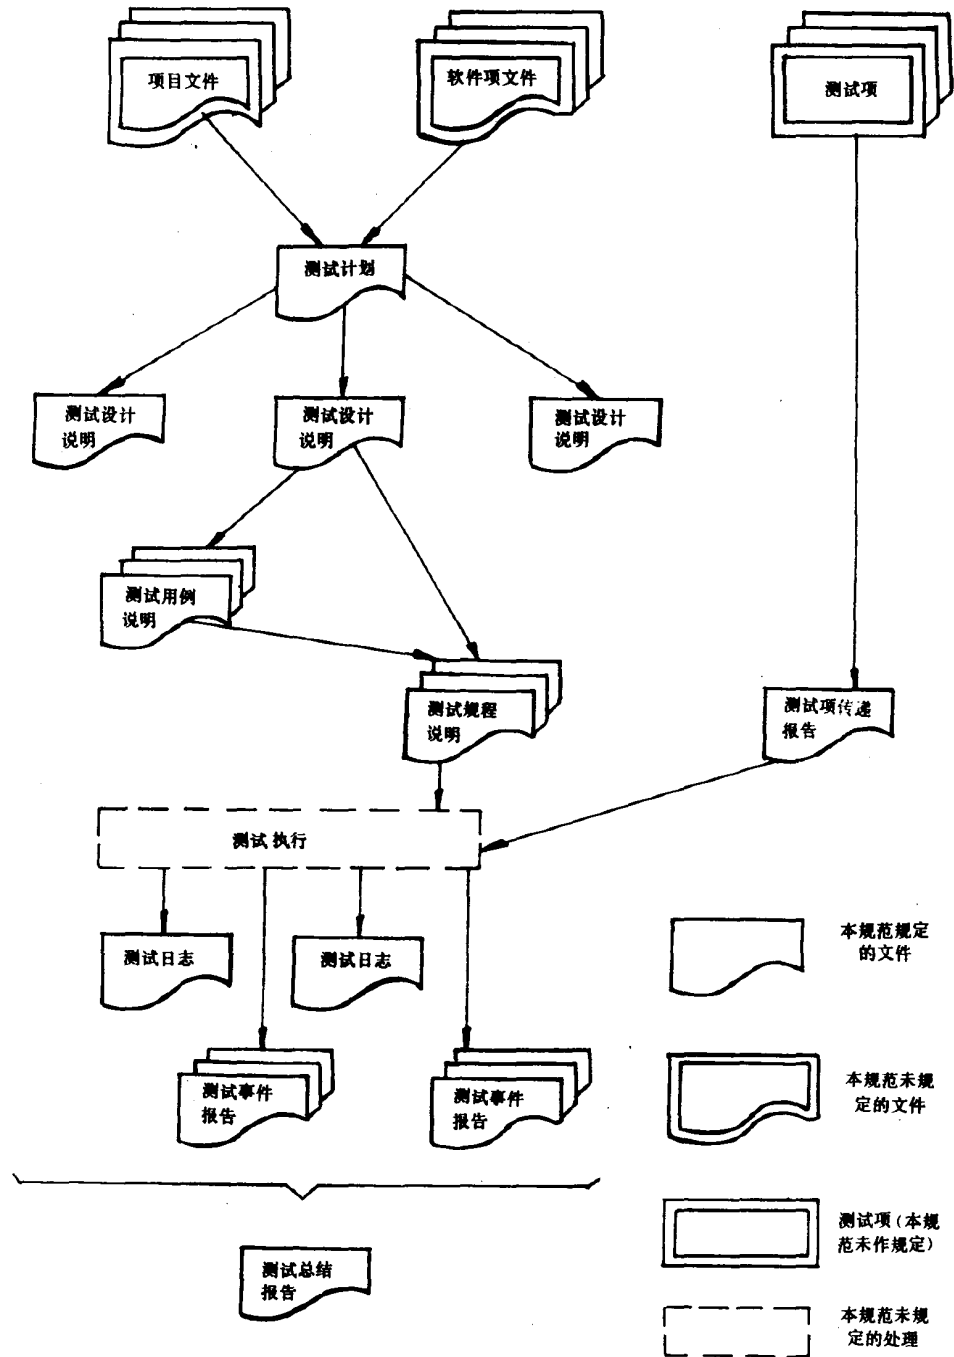 项目文件
软件项文件
测试项
测试计划
测试设计
说明
测试设计
说明
测试设计
说明
测试用例
说明
测试规程
说明
测试项传递
报告
测试执行
测试日志
测试日志
本规范规定
的文件
测试事件
报告
测试事件
报告
本规范未规
定的文件
测试项(本规
范未作规定)
测试总结
报告
本规范未规
定的处理